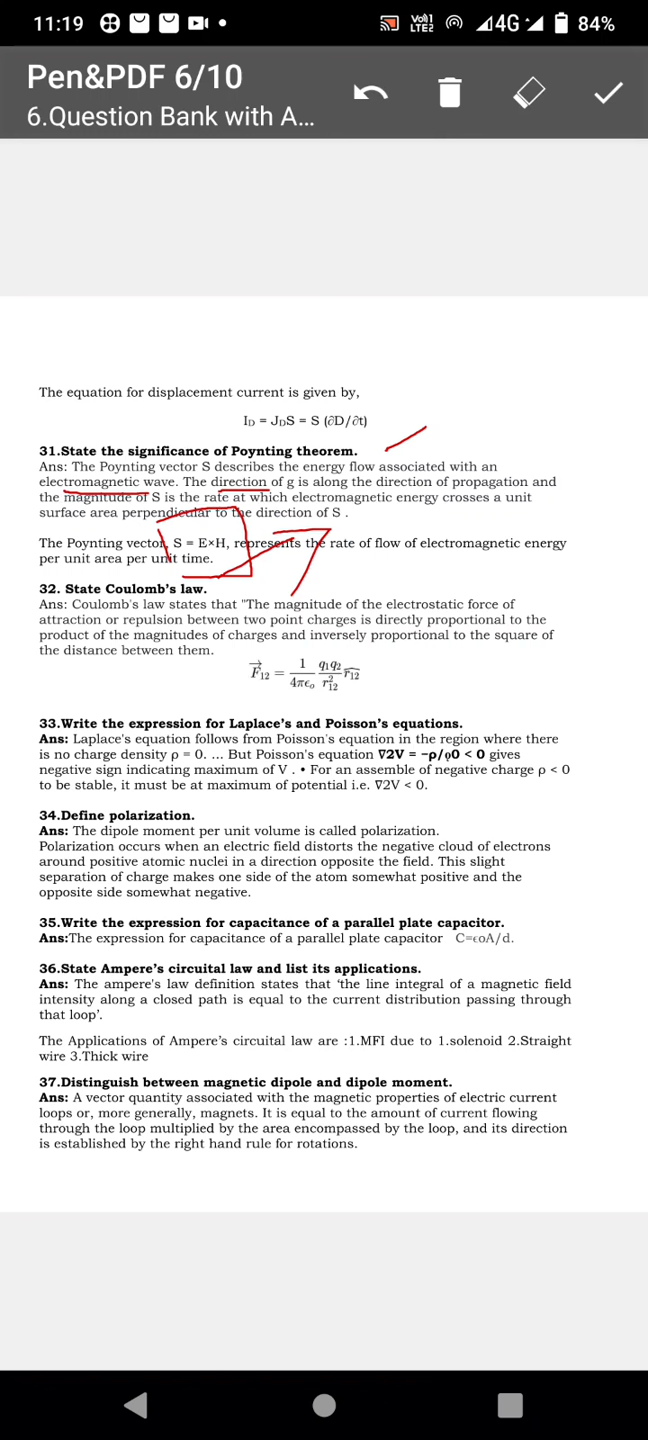 11:19
Vo)) 1
LTE2
4G
84%
Pen&PDF 6/10
6.Question Bank with A...
The equation for displacement current is given by,
ID = JDS = S (∂D/∂t)
31.State the significance of Poynting theorem.
Ans: The Poynting vector S describes the energy flow associated with an
electromagnetic wave. The direction of g is along the direction of propagation and
the magnitude of S is the rate at which electromagnetic energy crosses a unit
surface area perpendicular to the direction of S .
The Poynting vector, S = E×H, represents the rate of flow of electromagnetic energy
per unit area per unit time.
32. State Coulomb's law.
Ans: Coulomb's law states that "The magnitude of the electrostatic force of
attraction or repulsion between two point charges is directly proportional to the
product of the magnitudes of charges and inversely proportional to the square of
the distance between them.
F⃗12 = 1/4πϵo q1q2/r²12 r̂12
33.Write the expression for Laplace's and Poisson's equations.
Ans: Laplace's equation follows from Poisson's equation in the region where there
is no charge density ρ = 0. ... But Poisson's equation ∇2V = −ρ/ǫ0 < 0 gives
negative sign indicating maximum of V . • For an assemble of negative charge ρ < 0
to be stable, it must be at maximum of potential i.e. ∇2V < 0.
34.Define polarization.
Ans: The dipole moment per unit volume is called polarization.
Polarization occurs when an electric field distorts the negative cloud of electrons
around positive atomic nuclei in a direction opposite the field. This slight
separation of charge makes one side of the atom somewhat positive and the
opposite side somewhat negative.
35.Write the expression for capacitance of a parallel plate capacitor.
Ans:The expression for capacitance of a parallel plate capacitor C=ϵoA/d.
36.State Ampere's circuital law and list its applications.
Ans: The ampere's law definition states that 'the line integral of a magnetic field
intensity along a closed path is equal to the current distribution passing through
that loop'.
The Applications of Ampere's circuital law are :1.MFI due to 1.solenoid 2.Straight
wire 3.Thick wire
37.Distinguish between magnetic dipole and dipole moment.
Ans: A vector quantity associated with the magnetic properties of electric current
loops or, more generally, magnets. It is equal to the amount of current flowing
through the loop multiplied by the area encompassed by the loop, and its direction
is established by the right hand rule for rotations.